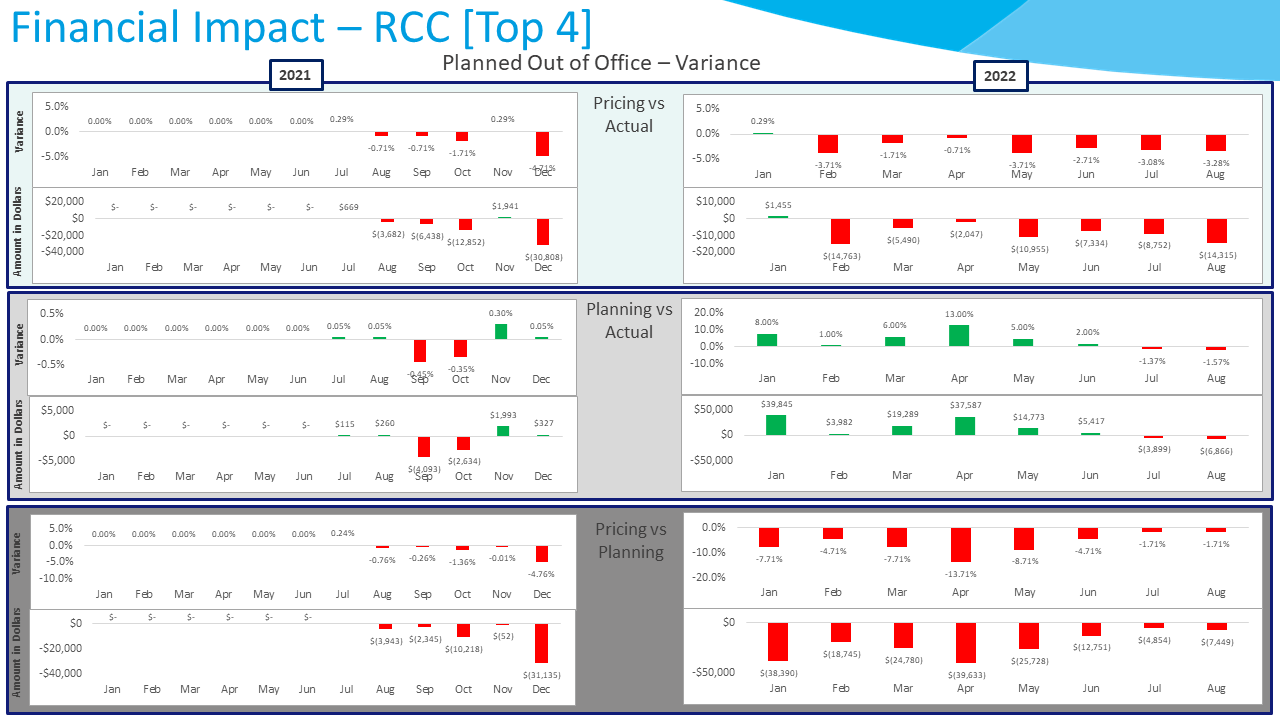 Financial Impact – RCC [Top 4]
Planned Out of Office – Variance
2021
2022
Pricing vs
Actual
Variance
5.0%
0.0%
-5.0%
0.00% 0.00% 0.00% 0.00% 0.00% 0.00% 0.29% -0.71% -0.71% -1.71% 0.29% -4.71%
Jan Feb Mar Apr May Jun Jul Aug Sep Oct Nov Dec
Amount in Dollars
$20,000
$0
-$20,000
-$40,000
$- $- $- $- $- $- $669 $(3,682) $(6,438) $(12,852) $1,941 $(30,808)
Jan Feb Mar Apr May Jun Jul Aug Sep Oct Nov Dec
5.0%
0.0%
-5.0%
0.29% -3.71% -1.71% -0.71% -3.71% -2.71% -3.08% -3.28%
Jan Feb Mar Apr May Jun Jul Aug
$10,000
$0
-$10,000
-$20,000
$1,455 $(14,763) $(5,490) $(2,047) $(10,955) $(7,334) $(8,752) $(14,315)
Jan Feb Mar Apr May Jun Jul Aug
Planning vs
Actual
Variance
0.5%
0.0%
-0.5%
0.00% 0.00% 0.00% 0.00% 0.00% 0.00% 0.05% 0.05% -0.45% -0.35% 0.30% 0.05%
Jan Feb Mar Apr May Jun Jul Aug Sep Oct Nov Dec
Amount in Dollars
$5,000
$0
-$5,000
$- $- $- $- $- $- $115 $260 $(4,093) $(2,634) $1,993 $327
Jan Feb Mar Apr May Jun Jul Aug Sep Oct Nov Dec
20.0%
10.0%
0.0%
-10.0%
8.00% 1.00% 6.00% 13.00% 5.00% 2.00% -1.37% -1.57%
Jan Feb Mar Apr May Jun Jul Aug
$50,000
$0
-$50,000
$39,845 $3,982 $19,289 $37,587 $14,773 $5,417 $(3,899) $(6,866)
Jan Feb Mar Apr May Jun Jul Aug
Pricing vs
Planning
Variance
5.0%
0.0%
-5.0%
-10.0%
0.00% 0.00% 0.00% 0.00% 0.00% 0.00% 0.24% -0.76% -0.26% -1.36% -0.01% -4.76%
Jan Feb Mar Apr May Jun Jul Aug Sep Oct Nov Dec
Amount in Dollars
$0
-$20,000
-$40,000
$- $- $- $- $- $- $(3,943) $(2,345) $(10,218) $(52) $(31,135)
Jan Feb Mar Apr May Jun Jul Aug Sep Oct Nov Dec
0.0%
-10.0%
-20.0%
-7.71% -4.71% -7.71% -13.71% -8.71% -4.71% -1.71% -1.71%
Jan Feb Mar Apr May Jun Jul Aug
$0
-$50,000
$(38,390) $(18,745) $(24,780) $(39,633) $(25,728) $(12,751) $(4,854) $(7,449)
Jan Feb Mar Apr May Jun Jul Aug